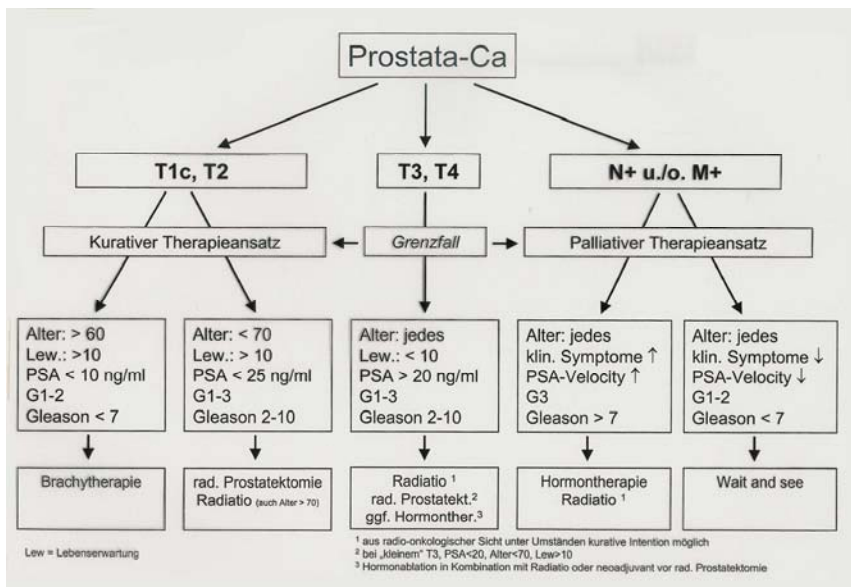 Prostata-Ca
T1c, T2
T3, T4
N+ u./o. M+
Kurativer Therapieansatz
Grenzfall
Palliativer Therapieansatz
Alter: > 60
Lew.: >10
PSA < 10 ng/ml
G1-2
Gleason < 7
Alter: < 70
Lew.: > 10
PSA < 25 ng/ml
G1-3
Gleason 2-10
Alter: jedes
Lew.: < 10
PSA > 20 ng/ml
G1-3
Gleason 2-10
Alter: jedes
klin. Symptome ↑
PSA-Velocity ↑
G3
Gleason > 7
Alter: jedes
klin. Symptome ↓
PSA-Velocity ↓
G1-2
Gleason < 7
Brachytherapie
rad. Prostatektomie
Radiatio (auch Alter > 70)
Radiatio ¹
rad. Prostatekt.²
ggf. Hormonther.³
Hormontherapie
Radiatio ¹
Wait and see
Lew = Lebenserwartung
¹ aus radio-onkologischer Sicht unter Umständen kurative Intention möglich
² bei „kleinem" T3, PSA<20, Alter<70, Lew>10
³ Hormonablation in Kombination mit Radiatio oder neoadjuvant vor rad. Prostatektomie